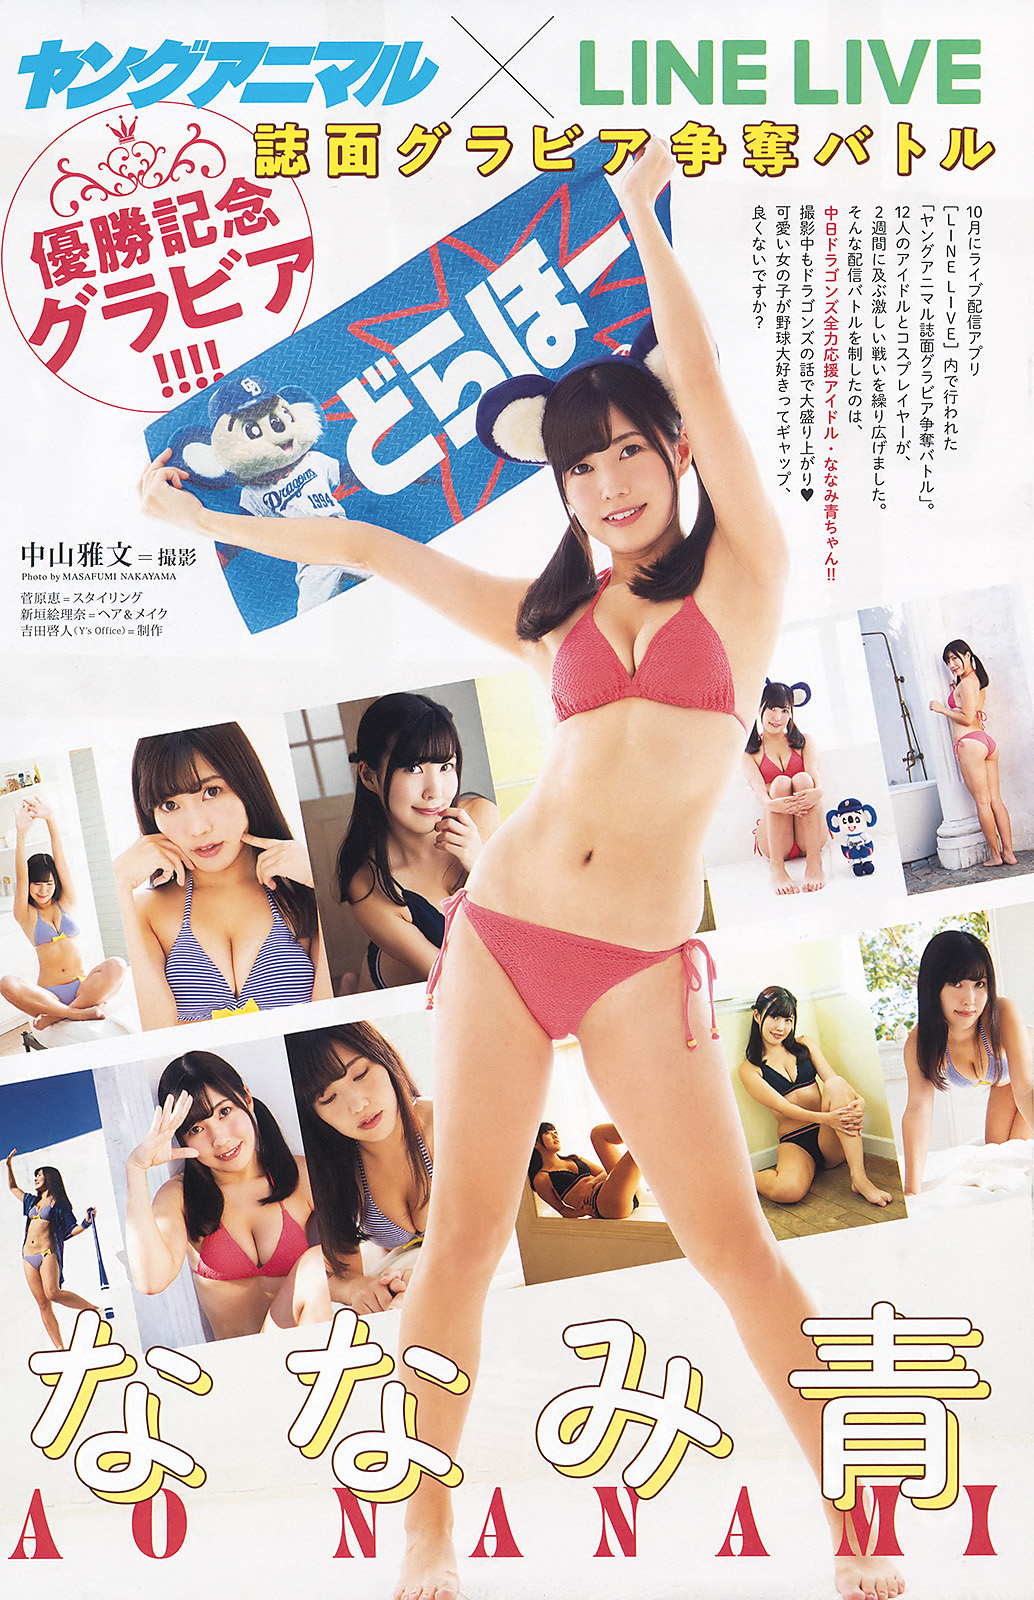 ヤングアニマル × LINE LIVE
誌面グラビア争奪バトル
優勝記念
グラビア
!!!!
どらほー
Dragons
1994
10月にライブ配信アプリ
[LINE LIVE]内で行われた
「ヤングアニマル誌面グラビア争奪バトル」。
12人のアイドルとコスプレイヤーが、
2週間に及ぶ激しい戦いを繰り広げました。
そんな配信バトルを制したのは、
中日ドラゴンズ全力応援アイドル・ななみ青ちゃん!!
撮影中もドラゴンズの話で大盛り上がり♥
可愛い女の子が野球大好きってギャップ、
良くないですか？
中山雅文＝撮影
Photo by MASAFUMI NAKAYAMA
菅原恵＝スタイリング
新垣絵理奈＝ヘア&メイク
吉田啓人（Y's Office）＝制作
ななみ青
AO NANAMI